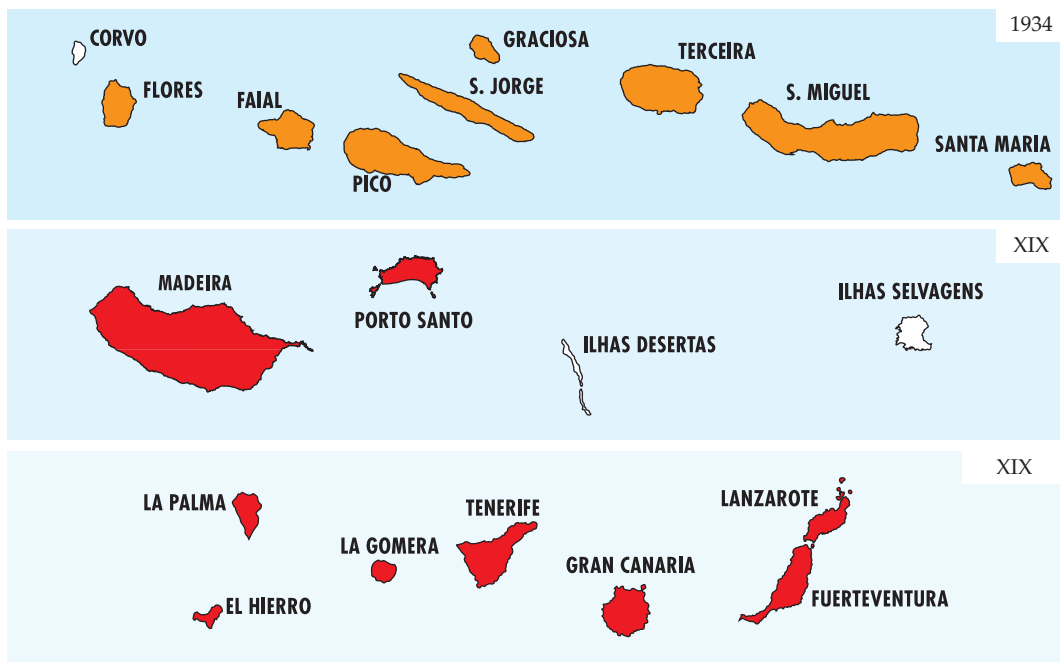 1934
CORVO
GRACIOSA
TERCEIRA
FLORES
S. JORGE
FAIAL
S. MIGUEL
SANTA MARIA
PICO
XIX
MADEIRA
ILHAS SELVAGENS
PORTO SANTO
ILHAS DESERTAS
XIX
LA PALMA
TENERIFE
LANZAROTE
LA GOMERA
GRAN CANARIA
EL HIERRO
FUERTEVENTURA